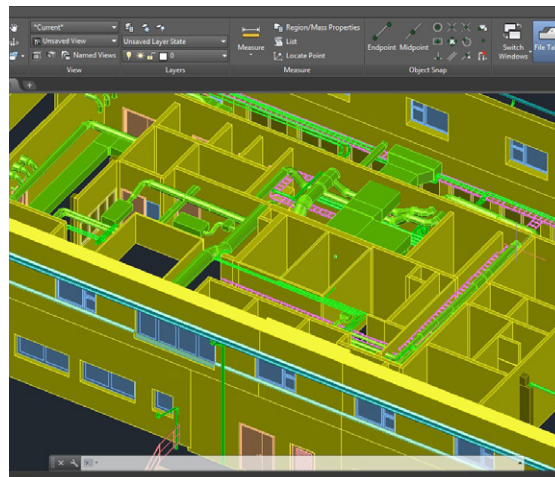 *Current*
Unsaved View
Named Views
View
Unsaved Layer State
0
Layers
Measure
Region/Mass Properties
List
Locate Point
Measure
Endpoint
Midpoint
Object Snap
Switch
Windows
File Ta